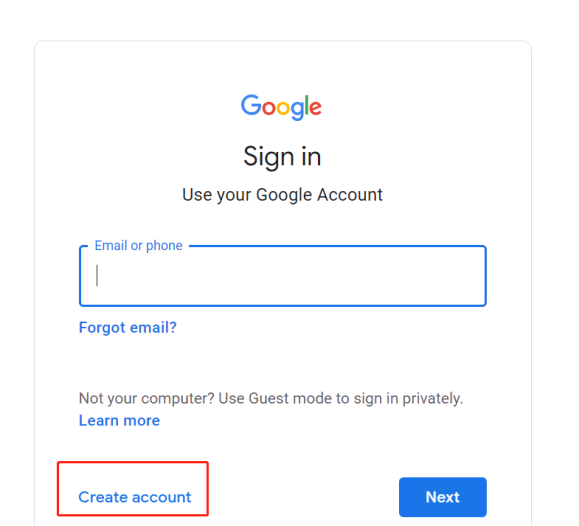 Google
Sign in
Use your Google Account
Email or phone
Forgot email?
Not your computer? Use Guest mode to sign in privately.
Learn more
Create account
Next